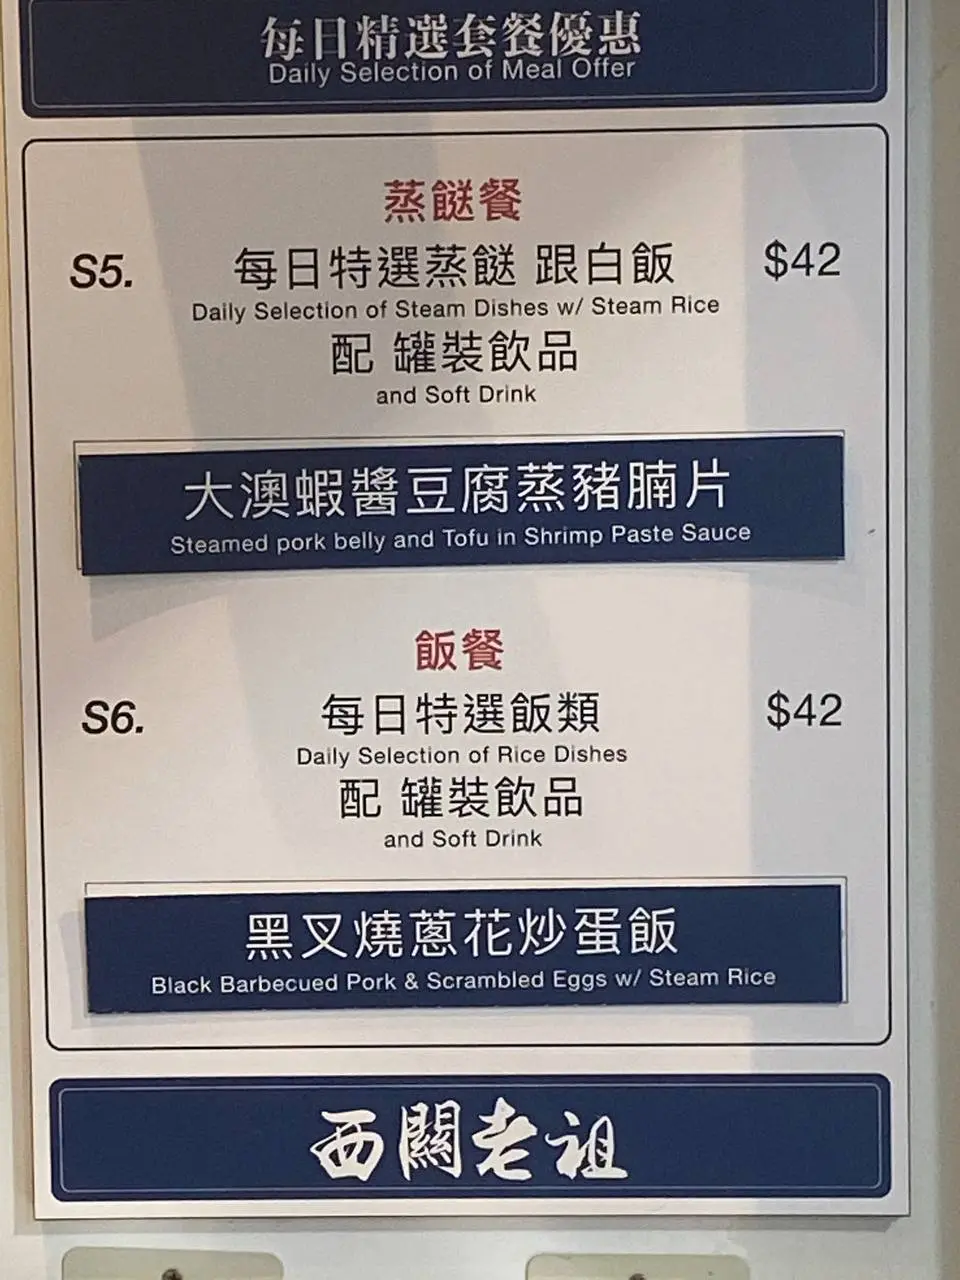 每日精選套餐優惠
Daily Selection of Meal Offer
蒸餸餐
S5. 每日特選蒸餸 跟白飯 $42
Daily Selection of Steam Dishes w/ Steam Rice
配 罐裝飲品
and Soft Drink
大澳蝦醬豆腐蒸豬腩片
Steamed pork belly and Tofu in Shrimp Paste Sauce
飯餐
S6. 每日特選飯類 $42
Daily Selection of Rice Dishes
配 罐裝飲品
and Soft Drink
黑叉燒蔥花炒蛋飯
Black Barbecued Pork & Scrambled Eggs w/ Steam Rice
西關老祖